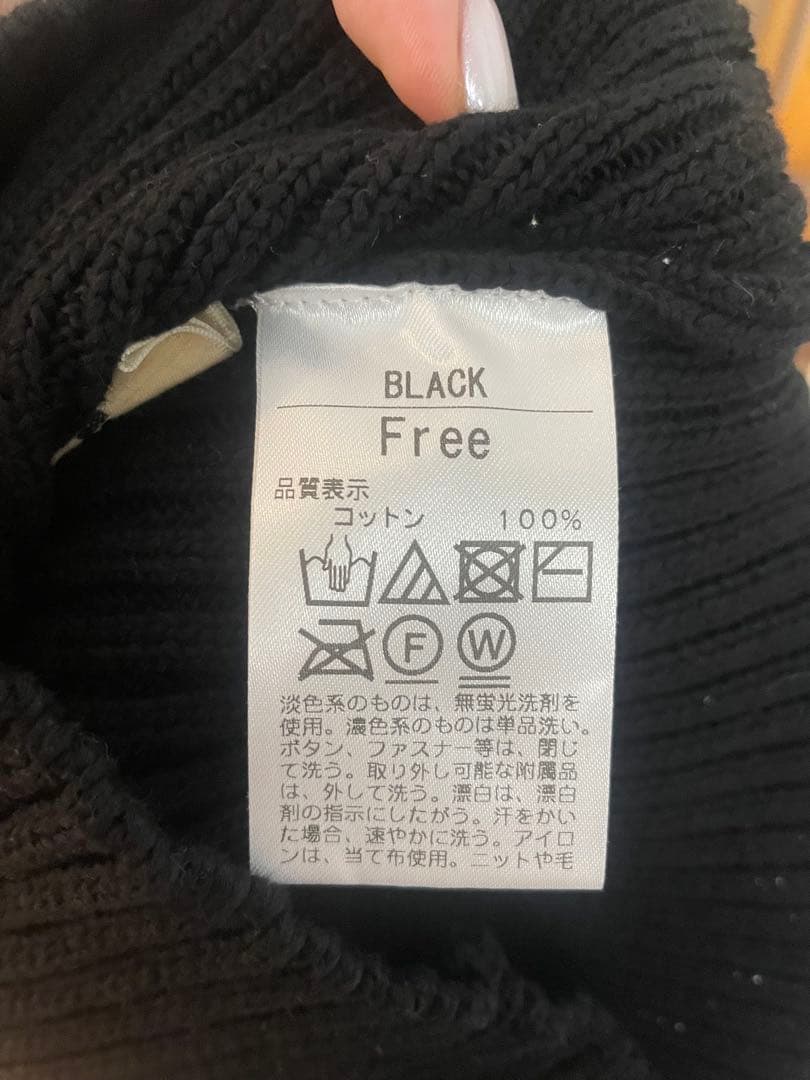 BLACK
Free
品質表示
コットン 100%
F W
淡色系のものは、無蛍光洗剤を
使用。濃色系のものは単品洗い。
ボタン、ファスナー等は、閉じ
て洗う。取り外し可能な附属品
は、外して洗う。漂白は、漂白
剤の指示にしたがう。汗をかい
た場合、速やかに洗う。アイロ
ンは、当て布使用。ニットや毛